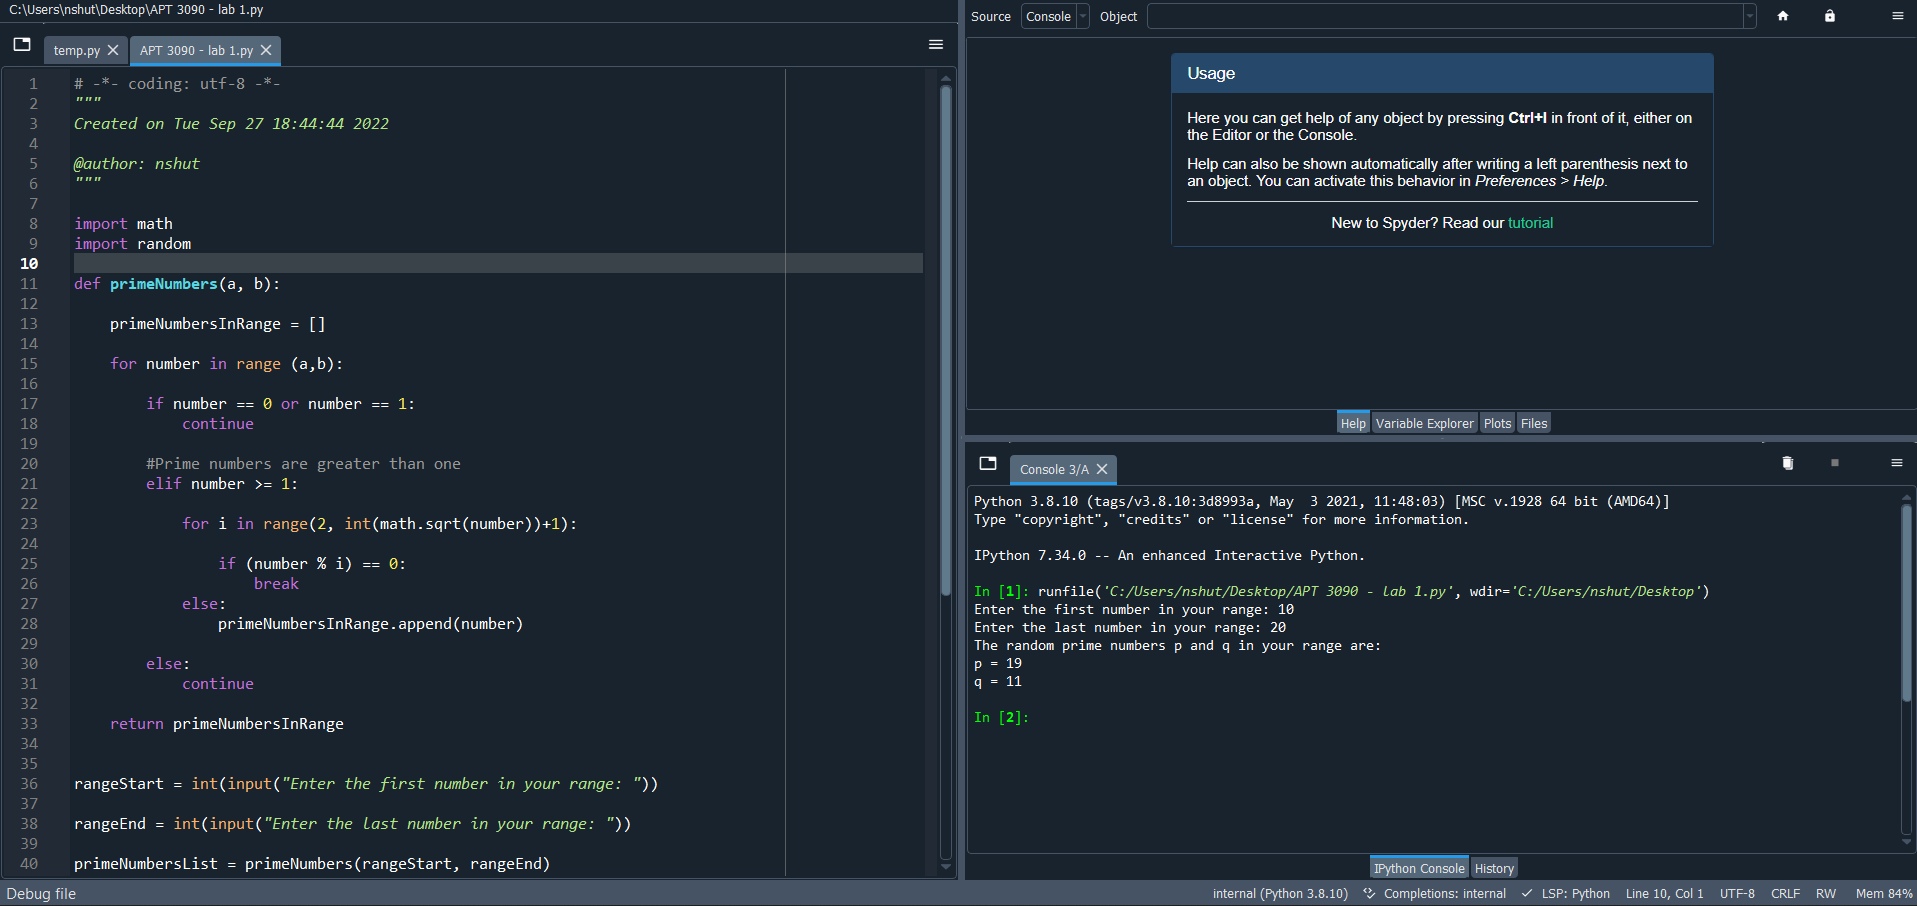 C:\Users\nshut\Desktop\APT 3090 - lab 1.py
temp.py
APT 3090 - lab 1.py
1 # -*- coding: utf-8 -*-
2 """
3 Created on Tue Sep 27 18:44:44 2022
4
5 @author: nshut
6 """
7
8 import math
9 import random
10
11 def primeNumbers(a, b):
12
13     primeNumbersInRange = []
14
15     for number in range (a,b):
16
17         if number == 0 or number == 1:
18             continue
19
20         #Prime numbers are greater than one
21         elif number >= 1:
22
23             for i in range(2, int(math.sqrt(number))+1):
24
25                 if (number % i) == 0:
26                     break
27             else:
28                 primeNumbersInRange.append(number)
29
30         else:
31             continue
32
33     return primeNumbersInRange
34
35
36 rangeStart = int(input("Enter the first number in your range: "))
37
38 rangeEnd = int(input("Enter the last number in your range: "))
39
40 primeNumbersList = primeNumbers(rangeStart, rangeEnd)
Source Console Object
Usage
Here you can get help of any object by pressing Ctrl+I in front of it, either on
the Editor or the Console.
Help can also be shown automatically after writing a left parenthesis next to
an object. You can activate this behavior in Preferences > Help.
New to Spyder? Read our tutorial
Help Variable Explorer Plots Files
Console 3/A
Python 3.8.10 (tags/v3.8.10:3d8993a, May  3 2021, 11:48:03) [MSC v.1928 64 bit (AMD64)]
Type "copyright", "credits" or "license" for more information.
IPython 7.34.0 -- An enhanced Interactive Python.
In [1]: runfile('C:/Users/nshut/Desktop/APT 3090 - lab 1.py', wdir='C:/Users/nshut/Desktop')
Enter the first number in your range: 10
Enter the last number in your range: 20
The random prime numbers p and q in your range are:
p = 19
q = 11
In [2]:
IPython Console History
Debug file
internal (Python 3.8.10) Completions: internal LSP: Python Line 10, Col 1 UTF-8 CRLF RW Mem 84%